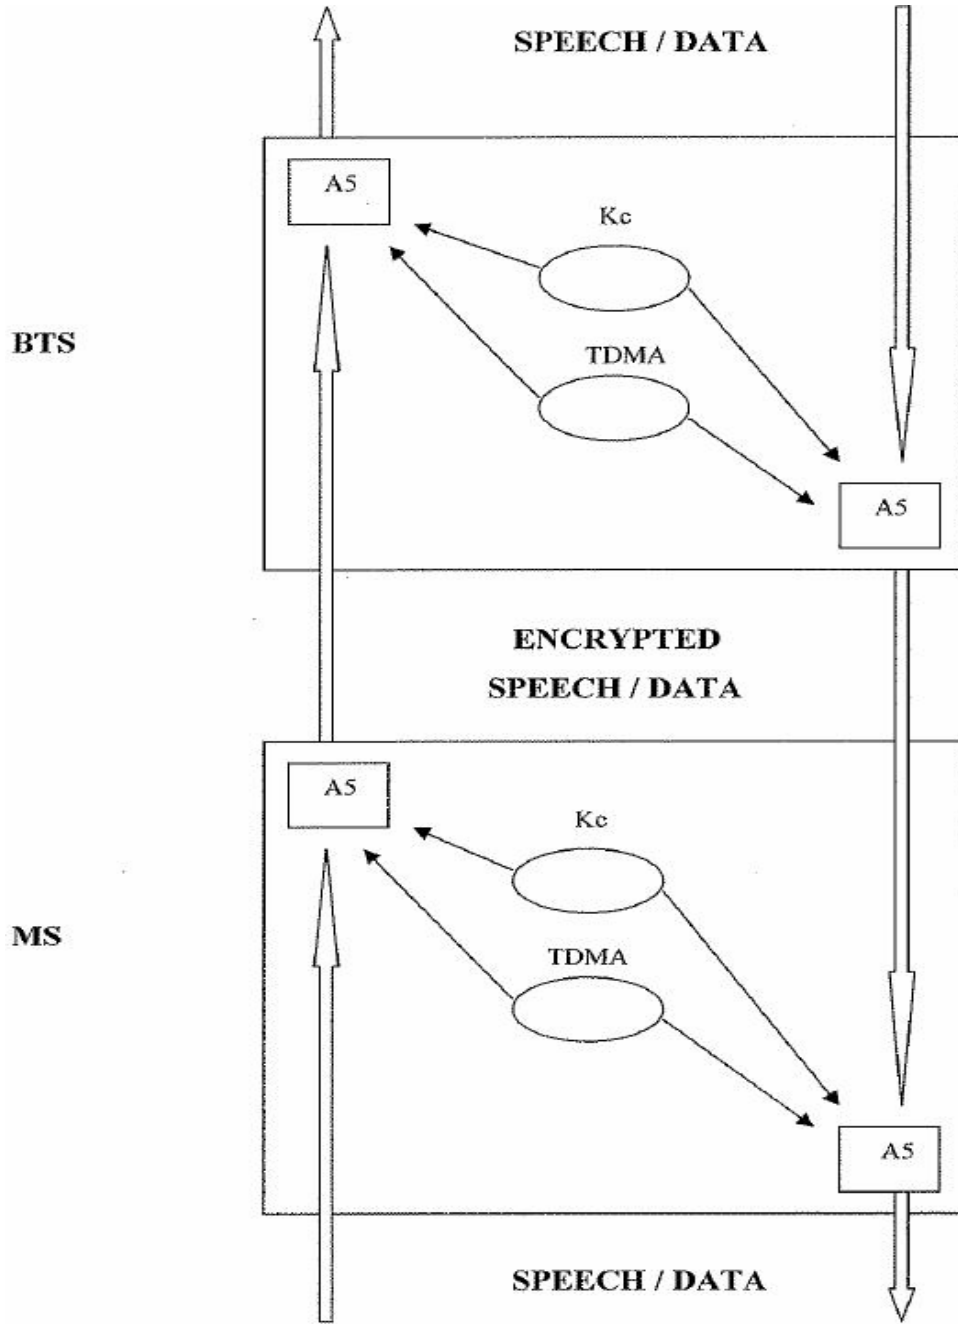 SPEECH / DATA
A5
Kc
BTS
TDMA
A5
ENCRYPTED
SPEECH / DATA
A5
Kc
MS
TDMA
A5
SPEECH / DATA